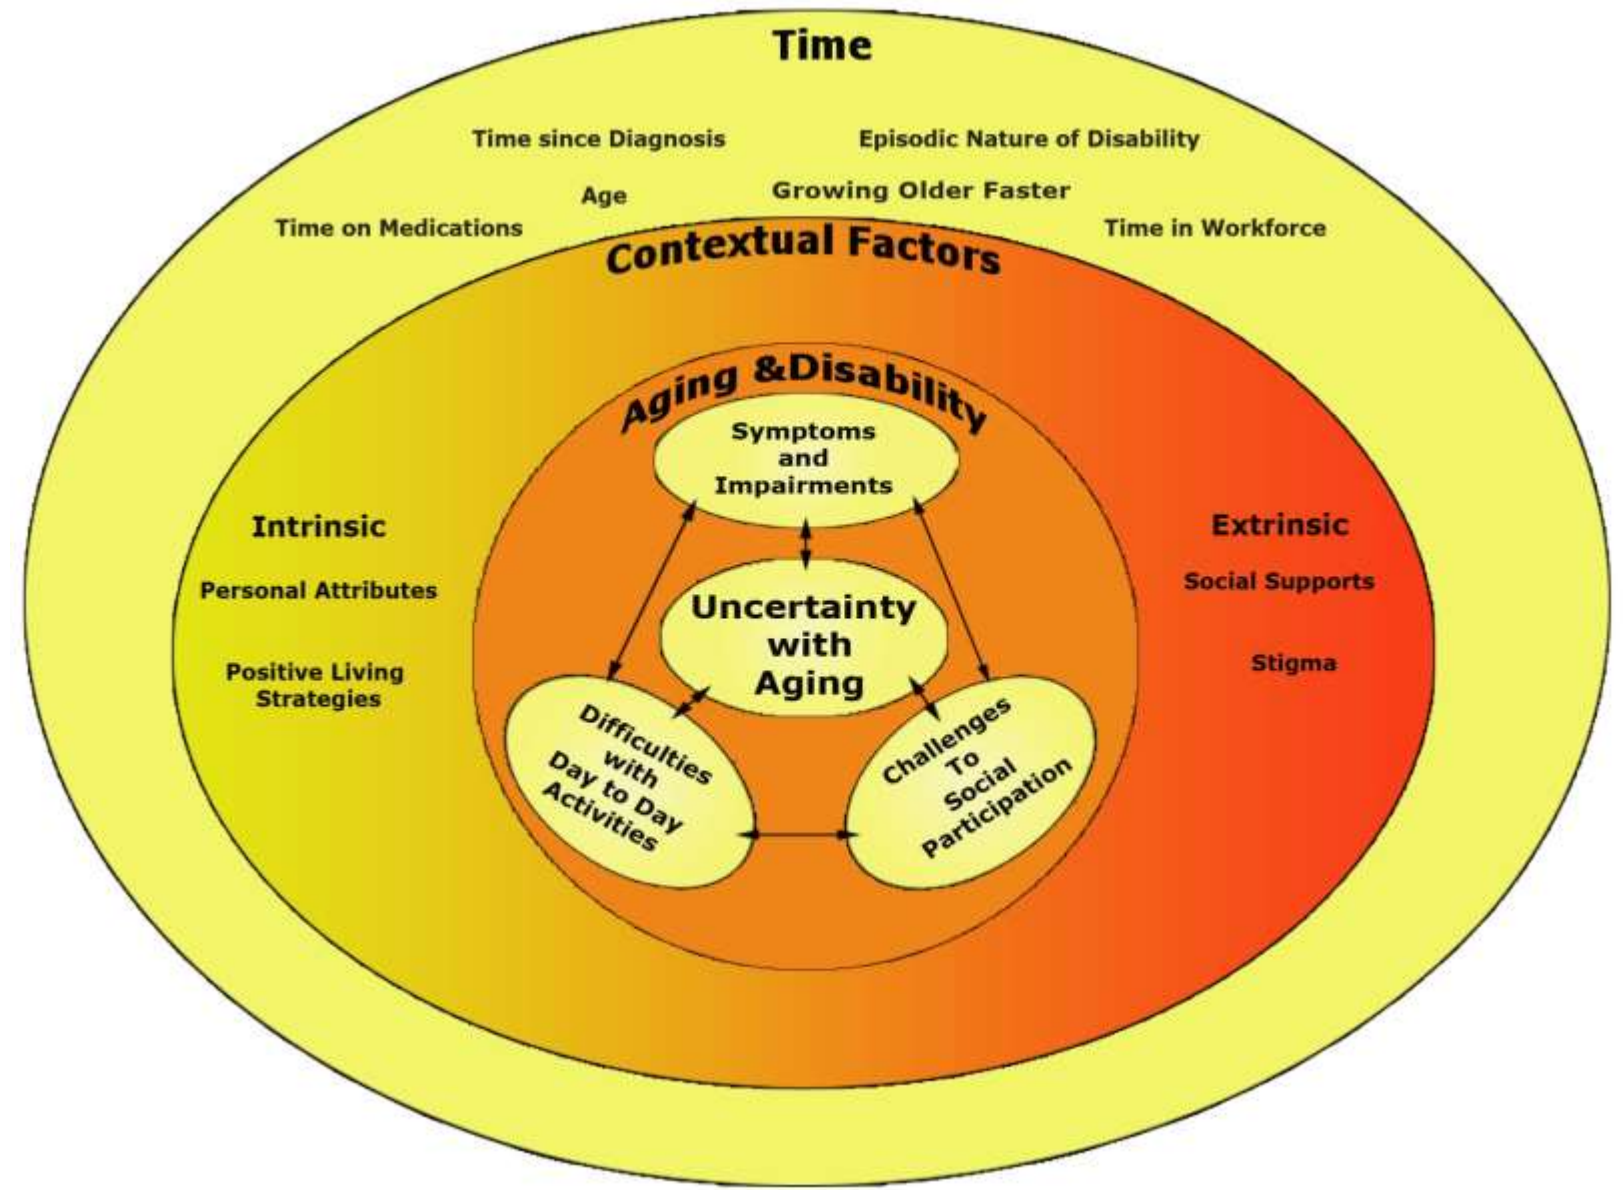 Time
Time since Diagnosis
Episodic Nature of Disability
Age
Growing Older Faster
Time on Medications
Time in Workforce
Contextual Factors
Aging &Disability
Symptoms
and
Impairments
Intrinsic
Personal Attributes
Positive Living
Strategies
Uncertainty
with
Aging
Extrinsic
Social Supports
Stigma
Difficulties
with
Day to Day
Activities
Challenges
To
Social
Participation